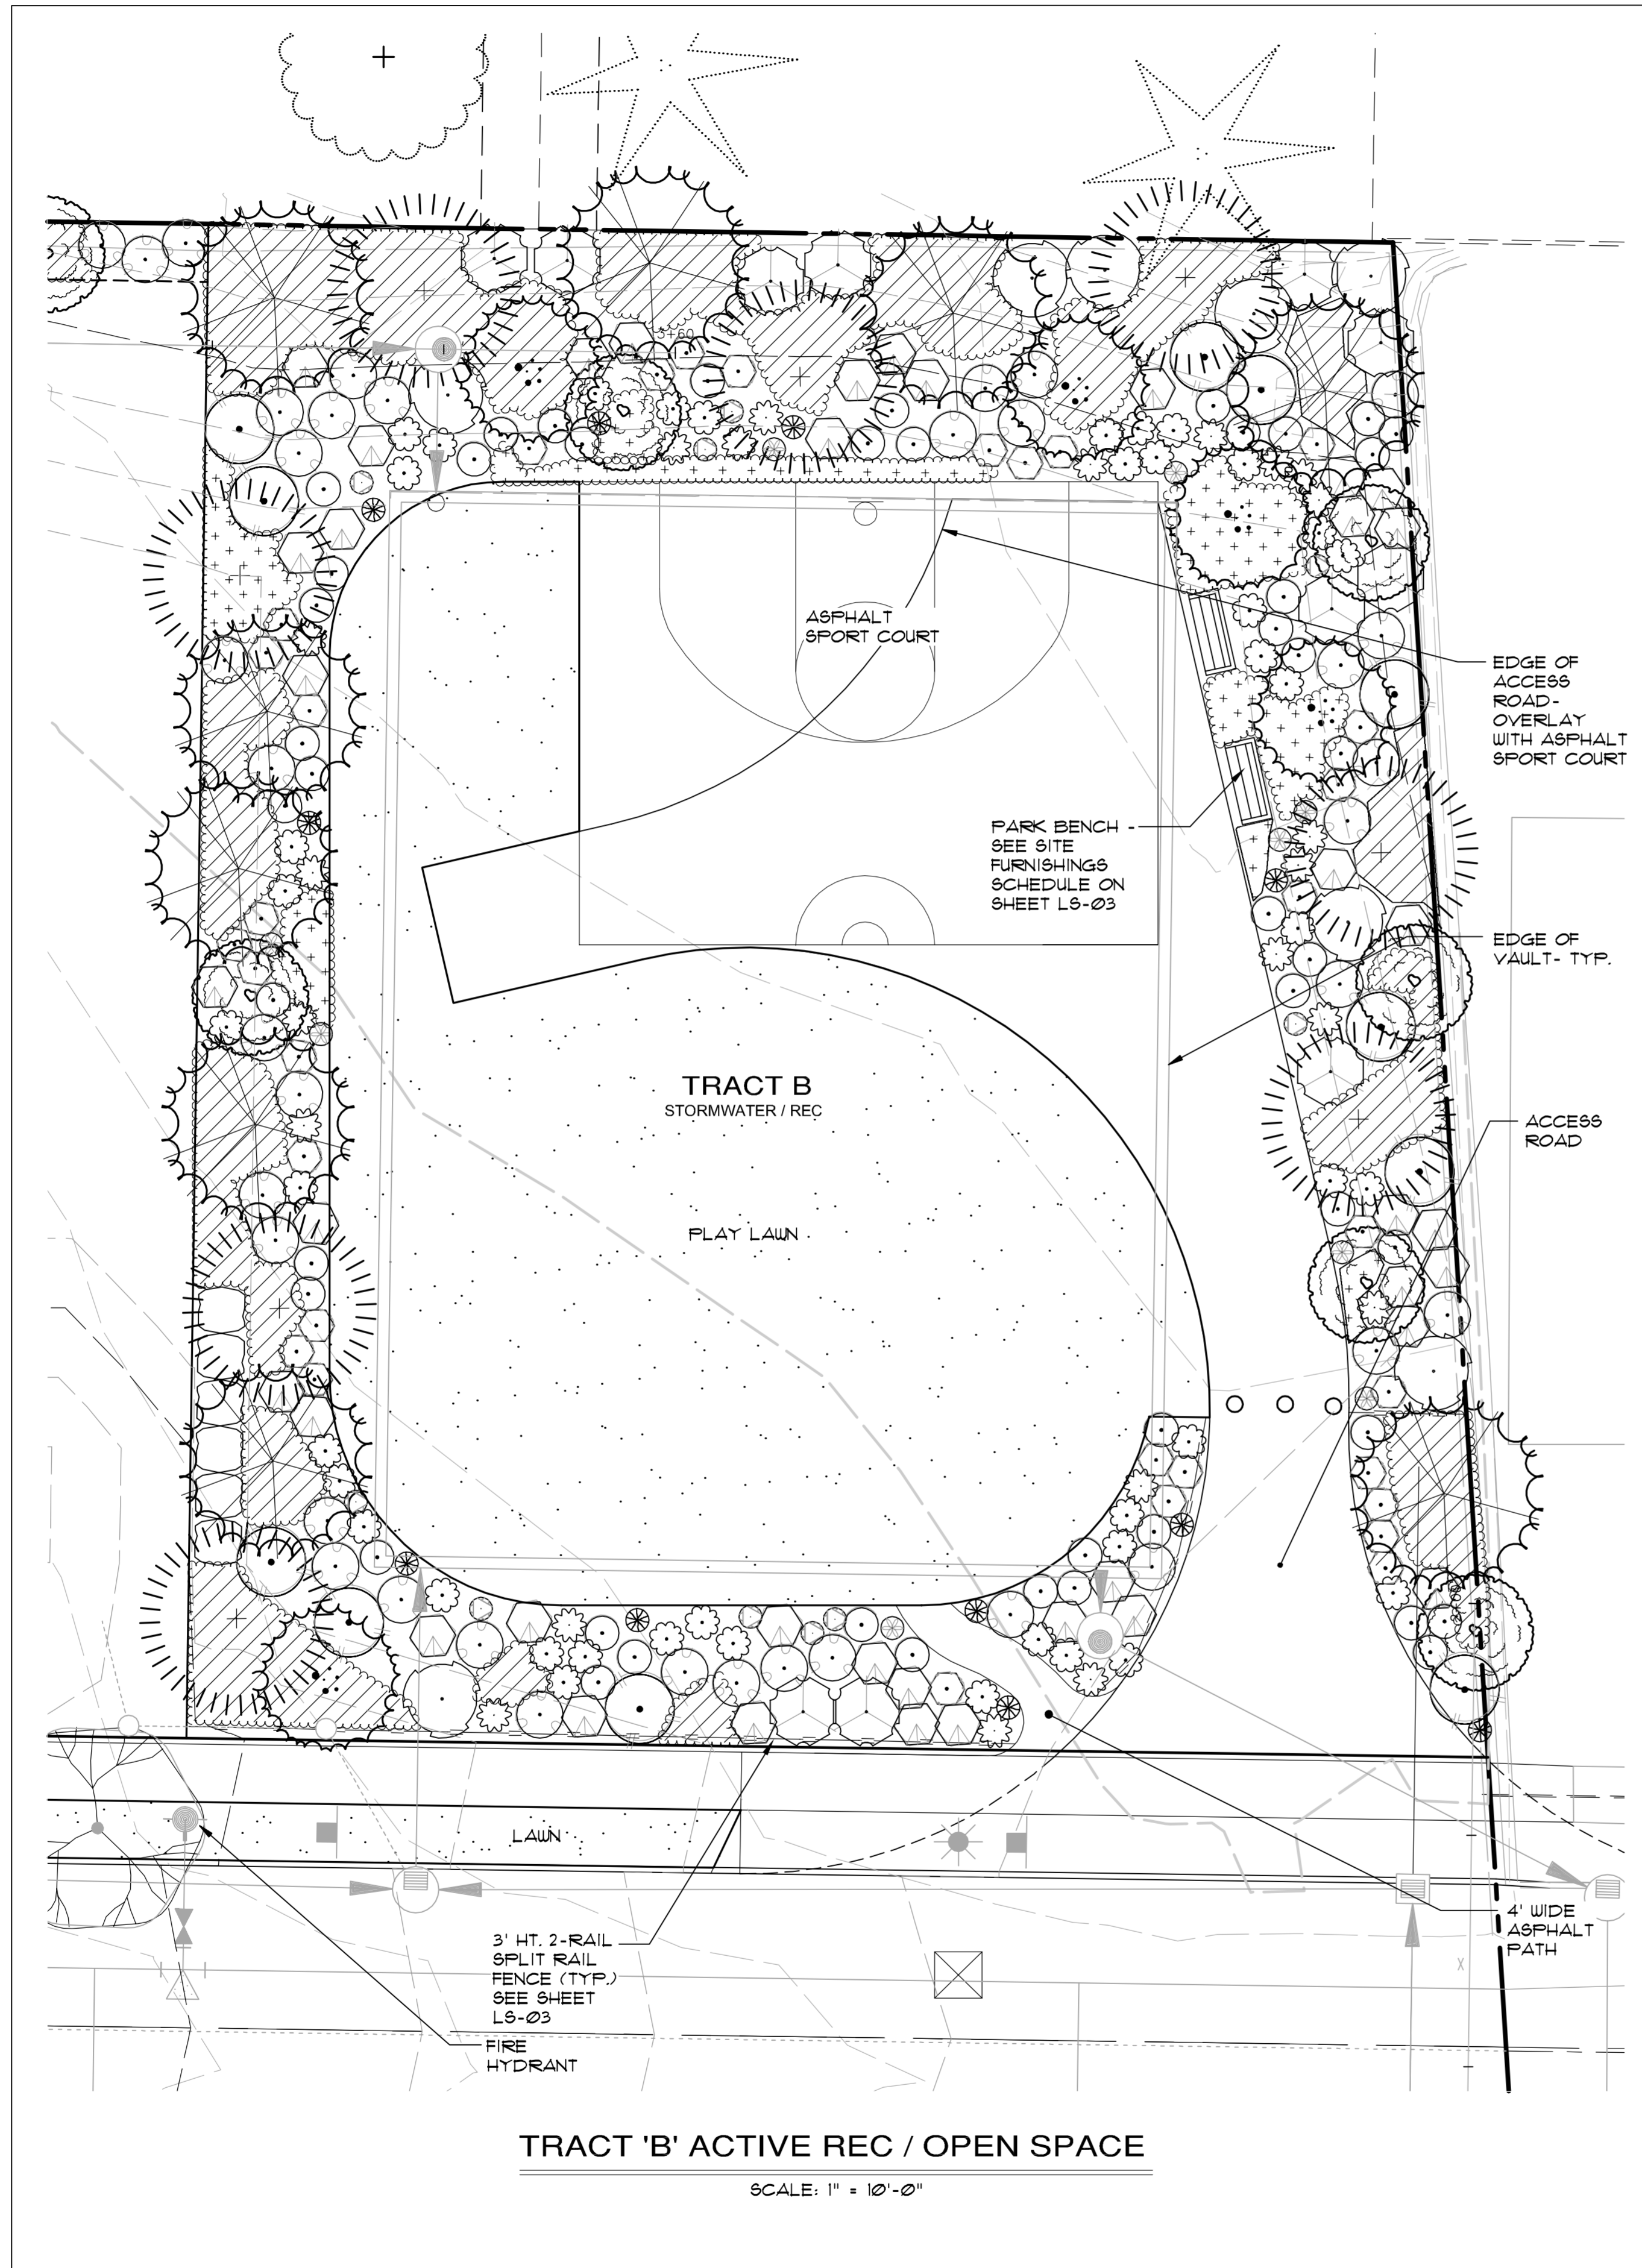 3+60
ASPHALT
SPORT COURT
EDGE OF
ACCESS
ROAD-
OVERLAY
WITH ASPHALT
SPORT COURT
PARK BENCH -
SEE SITE
FURNISHINGS
SCHEDULE ON
SHEET LS-03
EDGE OF
VAULT- TYP.
TRACT B
STORMWATER / REC
ACCESS
ROAD
PLAY LAWN
LAWN
3' HT. 2-RAIL
SPLIT RAIL
FENCE (TYP.)
SEE SHEET
LS-03
4' WIDE
ASPHALT
PATH
FIRE
HYDRANT
TRACT 'B' ACTIVE REC / OPEN SPACE
SCALE: 1" = 10'-0"